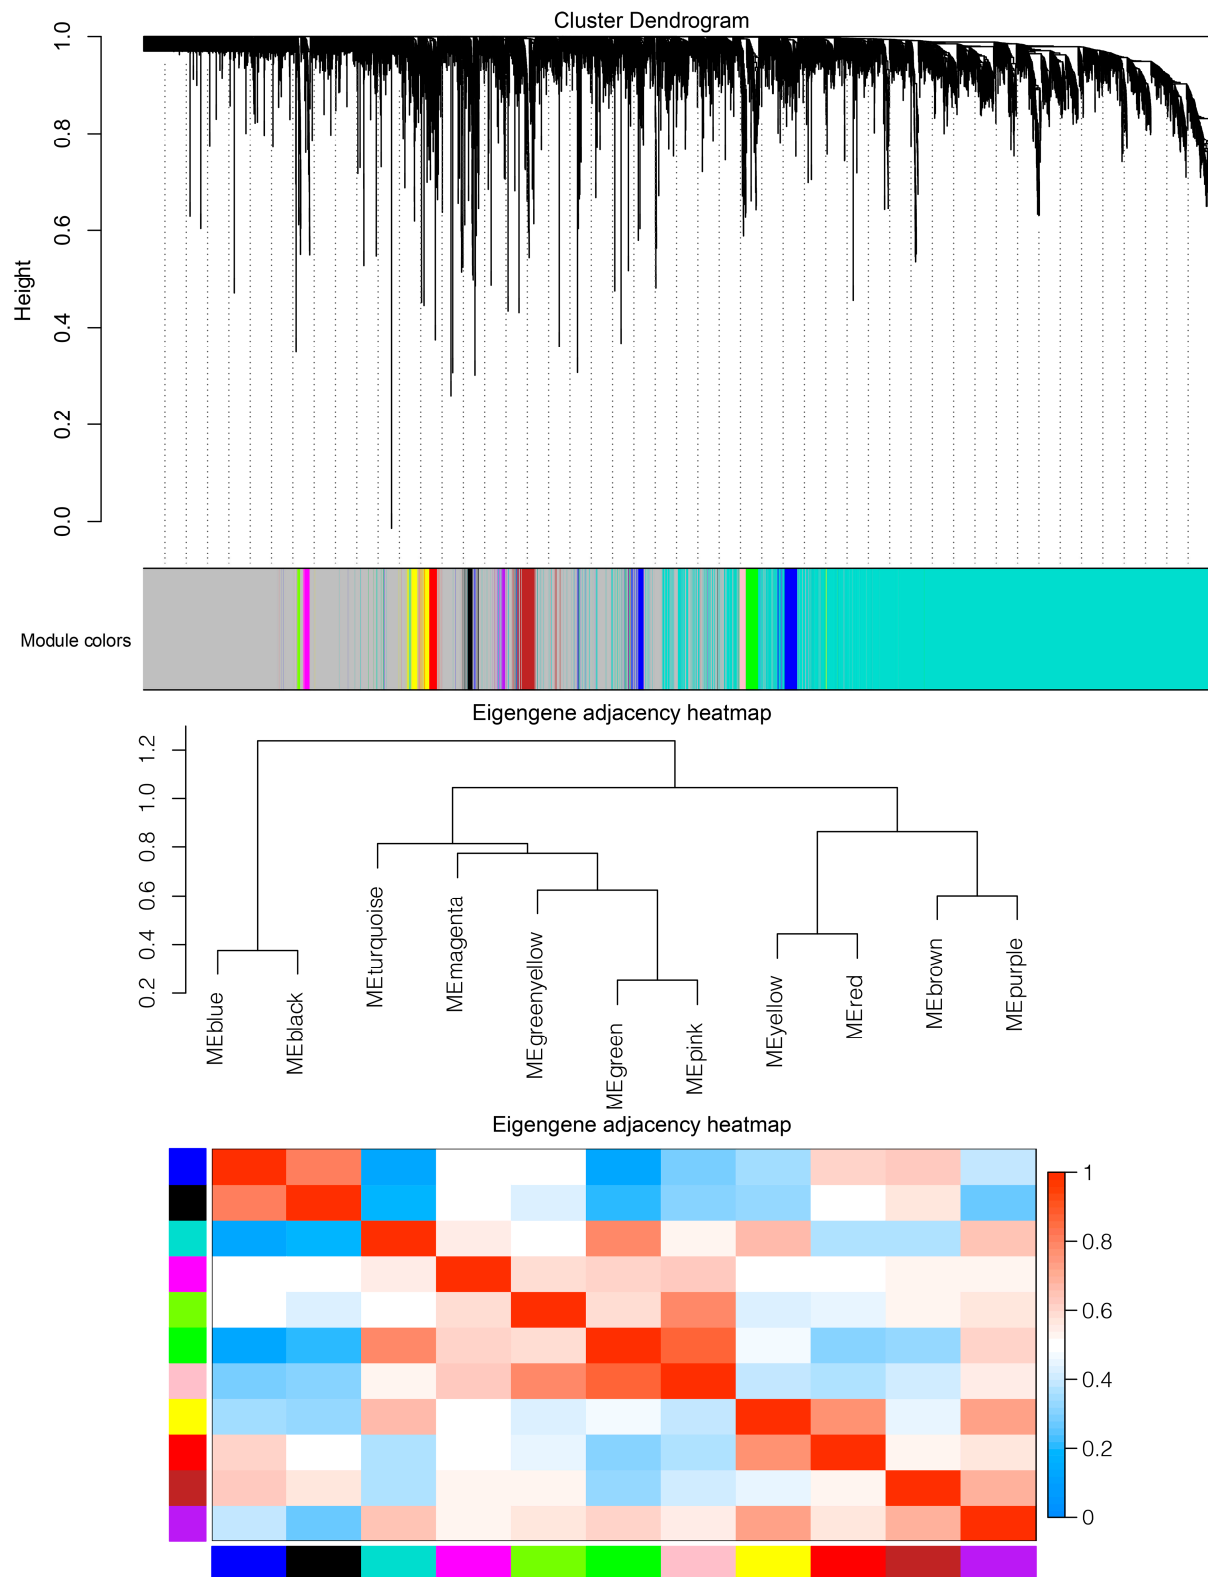 Cluster Dendrogram
1.0
0.8
0.6
0.4
0.2
0.0
Height
Module colors
Eigengene adjacency heatmap
1.2
1.0
0.8
0.6
0.4
0.2
MEblue
MEblack
MEturquoise
MEmagenta
MEgreenyellow
MEgreen
MEpink
MEyellow
MEred
MEbrown
MEpurple
Eigengene adjacency heatmap
1
0.8
0.6
0.4
0.2
0